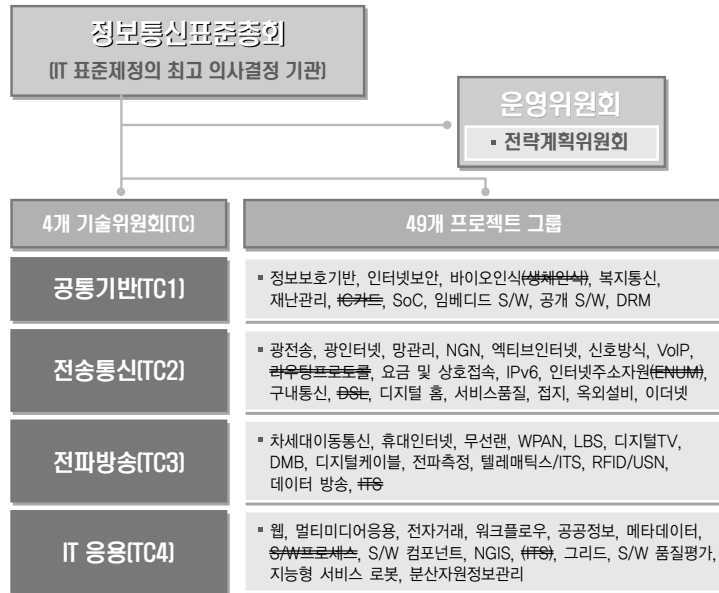 정보통신표준총회
(IT 표준제정의 최고 의사결정 기관)
운영위원회
▪ 전략계획위원회
4개 기술위원회(TC)
49개 프로젝트 그룹
공통기반(TC1)
▪ 정보보호기반, 인터넷보안, 바이오인식(생체인식), 복지통신,
재난관리, IC카드, SoC, 임베디드 S/W, 공개 S/W, DRM
전송통신(TC2)
▪ 광전송, 광인터넷, 망관리, NGN, 엑티브인터넷, 신호방식, VoIP,
라우팅프로토콜, 요금 및 상호접속, IPv6, 인터넷주소자원(ENUM),
구내통신, DSL, 디지털 홈, 서비스품질, 접지, 옥외설비, 이더넷
전파방송(TC3)
▪ 차세대이동통신, 휴대인터넷, 무선랜, WPAN, LBS, 디지털TV,
DMB, 디지털케이블, 전파측정, 텔레매틱스/ITS, RFID/USN,
데이터 방송, ITS
IT 응용(TC4)
▪ 웹, 멀티미디어응용, 전자거래, 워크플로우, 공공정보, 메타데이터,
S/W프로세스, S/W 컴포넌트, NGIS, (ITS), 그리드, S/W 품질평가,
지능형 서비스 로봇, 분산자원정보관리